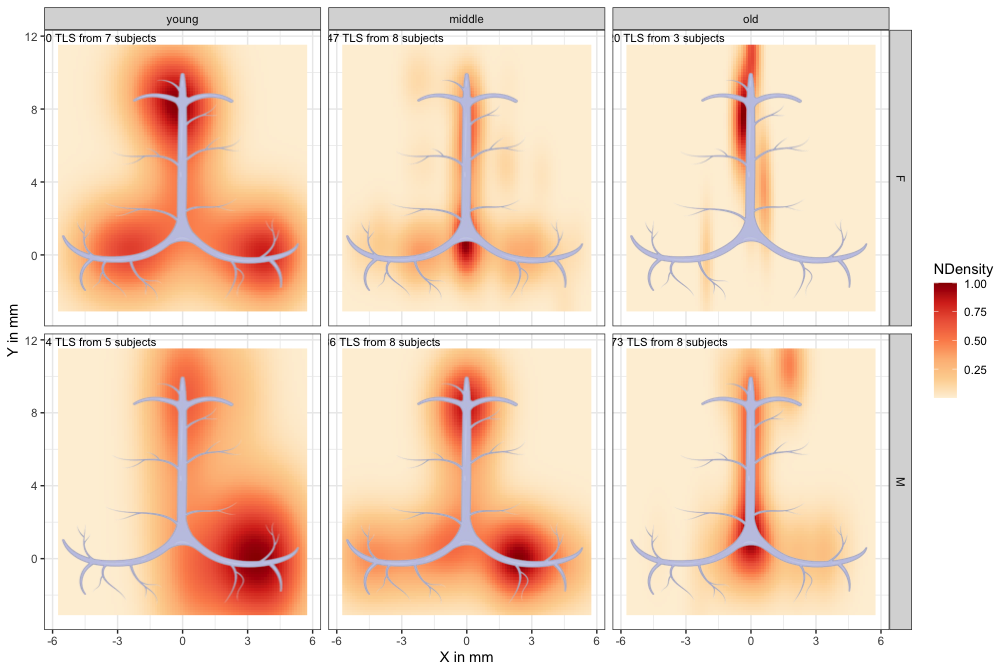 young middle old
0 TLS from 7 subjects
47 TLS from 8 subjects
20 TLS from 3 subjects
F
12
8
4
0
Y in mm
4 TLS from 5 subjects
6 TLS from 8 subjects
73 TLS from 8 subjects
M
12
8
4
0
-6 -3 0 3 6 -6 -3 0 3 6 -6 -3 0 3 6
X in mm
NDensity
1.00
0.75
0.50
0.25